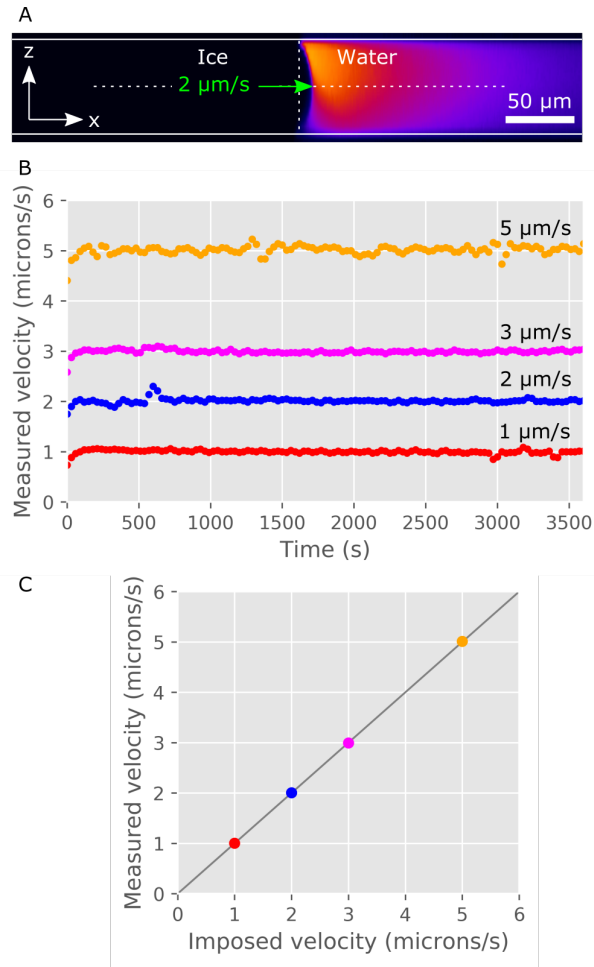 A
z
Ice
Water
2 μm/s
50 μm
x
B
Measured velocity (microns/s)
6
5
4
3
2
1
0
5 μm/s
3 μm/s
2 μm/s
1 μm/s
0 500 1000 1500 2000 2500 3000 3500
Time (s)
C
Measured velocity (microns/s)
6
5
4
3
2
1
0
0 1 2 3 4 5 6
Imposed velocity (microns/s)